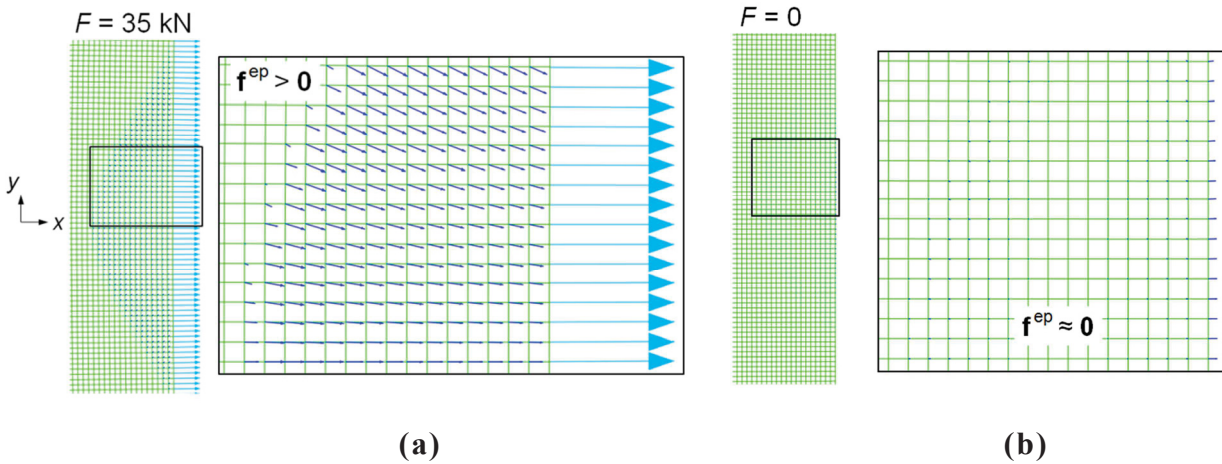 F = 35 kN
f^ep > 0
y
x
(a)
F = 0
f^ep ≈ 0
(b)